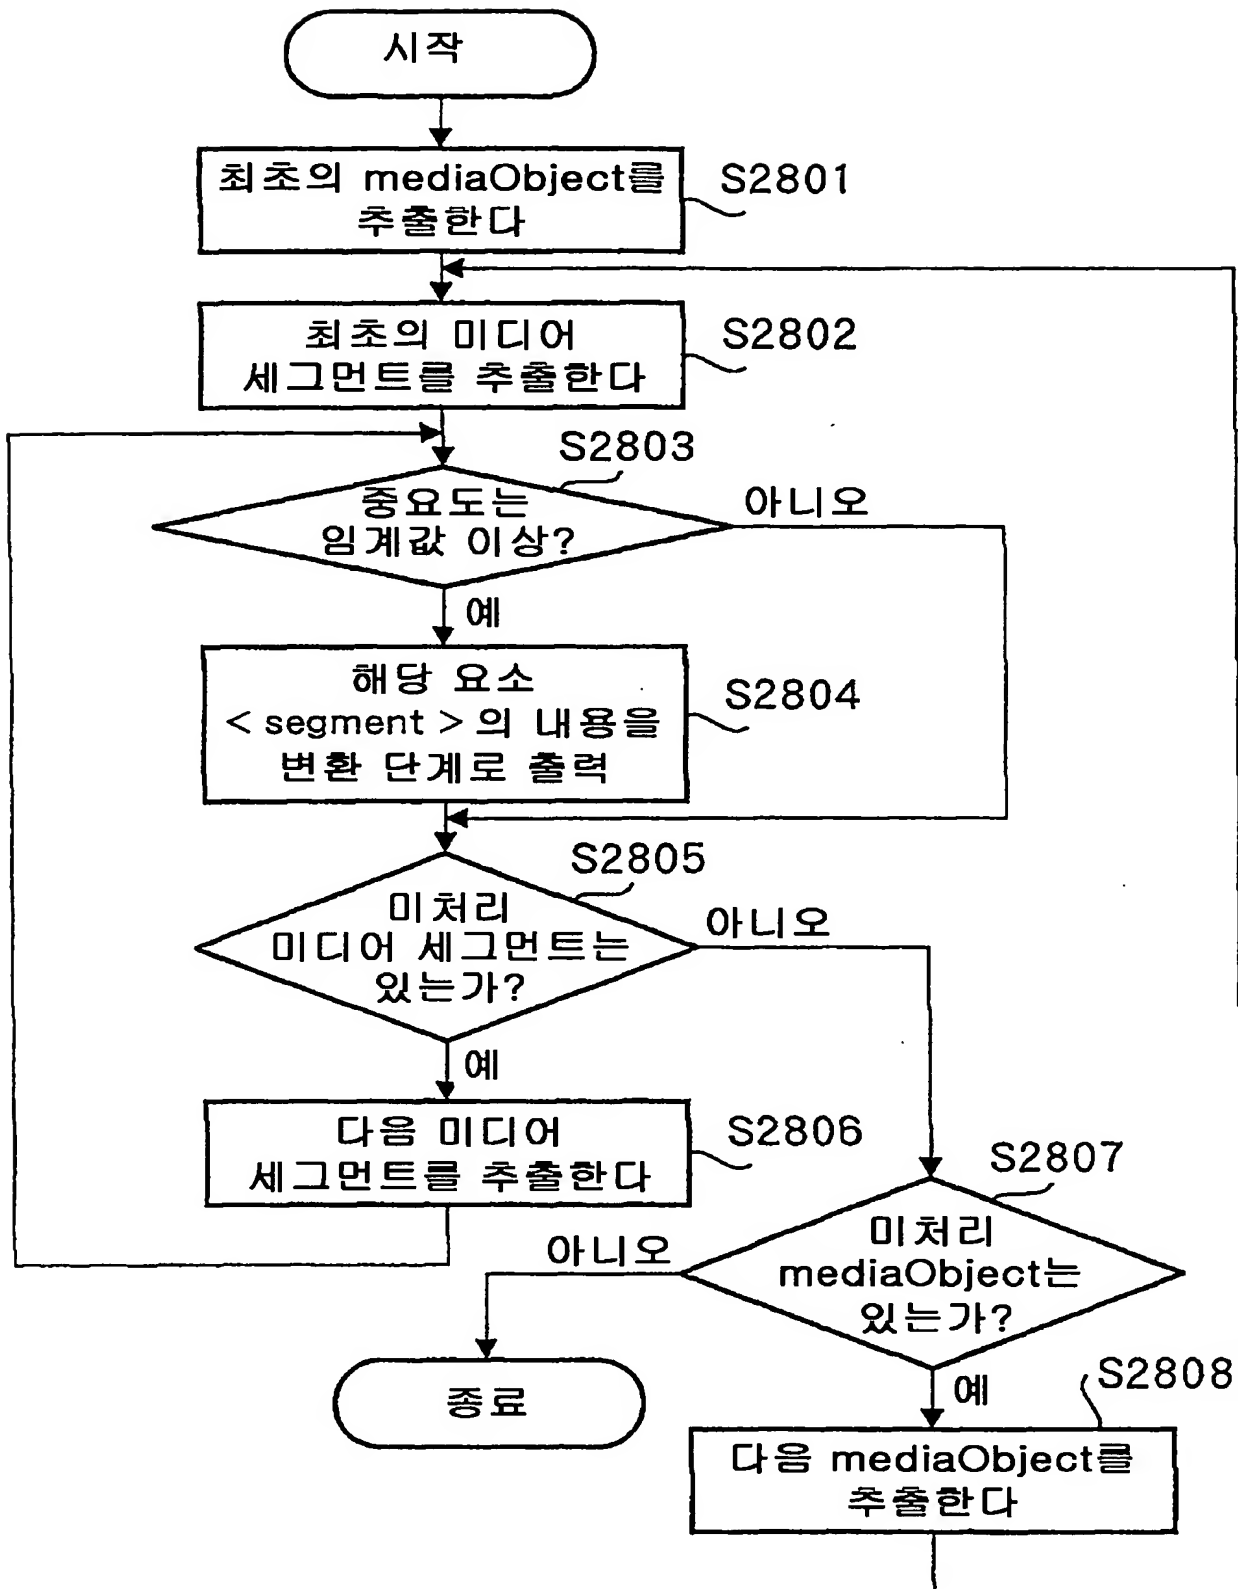 시작
최초의 mediaObject를
추출한다
S2801
최초의 미디어
세그먼트를 추출한다
S2802
S2803
중요도는
임계값 이상?
아니오
예
해당 요소
< segment >의 내용을
변환 단계로 출력
S2804
S2805
미처리
미디어 세그먼트는
있는가?
아니오
예
다음 미디어
세그먼트를 추출한다
S2806
S2807
미처리
mediaObject는
있는가?
아니오
종료
예
S2808
다음 mediaObject를
추출한다